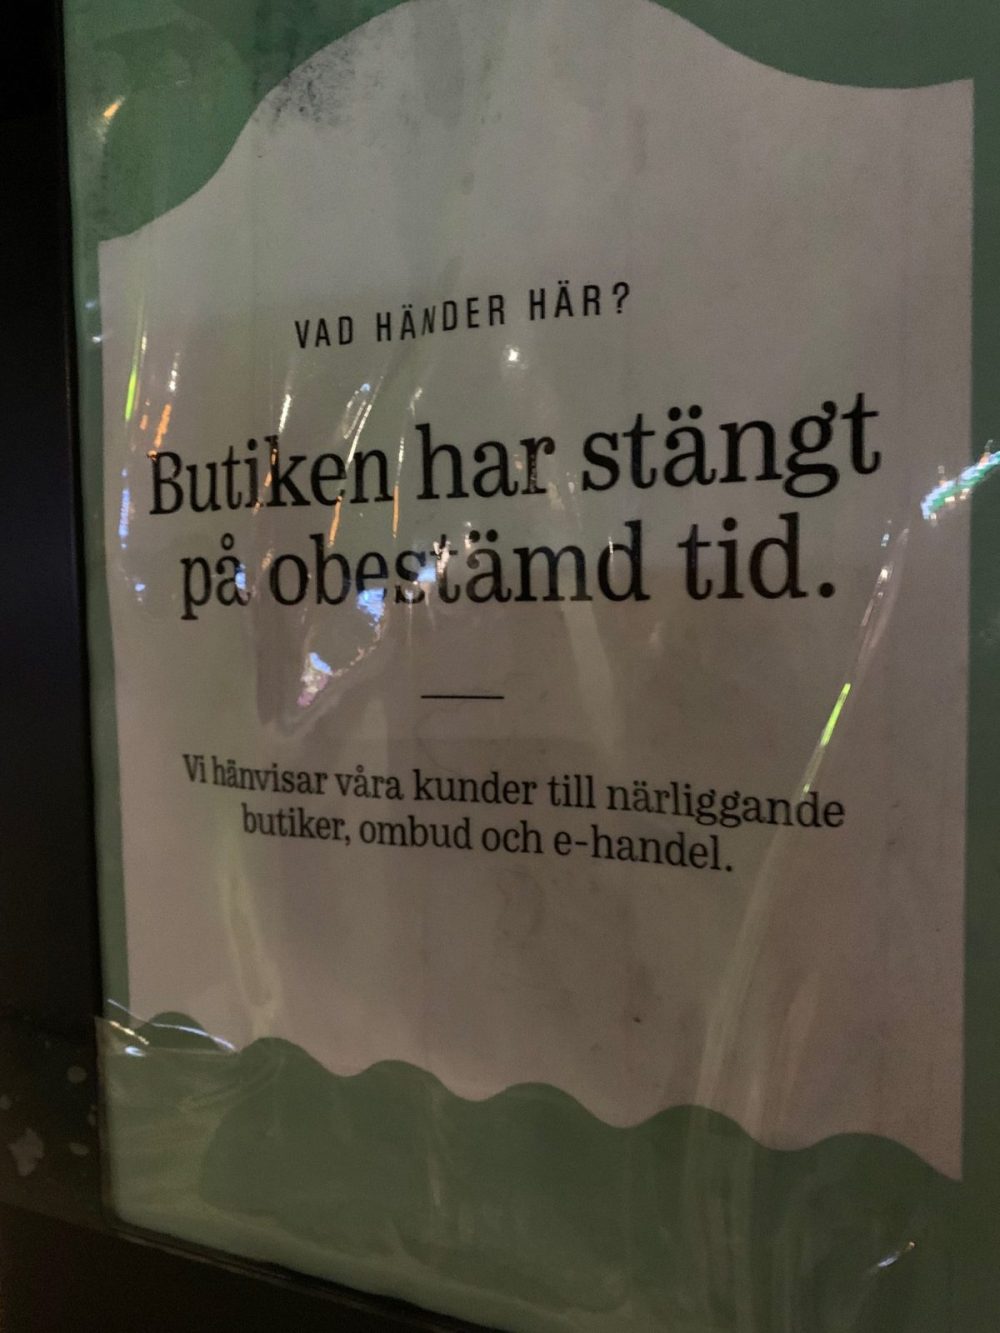 VAD HÄNDER HÄR?
Butiken har stängt
på obestämd tid.
Vi hänvisar våra kunder till närliggande
butiker, ombud och e-handel.